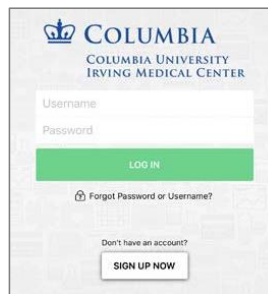 COLUMBIA
COLUMBIA UNIVERSITY
IRVING MEDICAL CENTER
Username
Password
LOG IN
Forgot Password or Username?
Don't have an account?
SIGN UP NOW